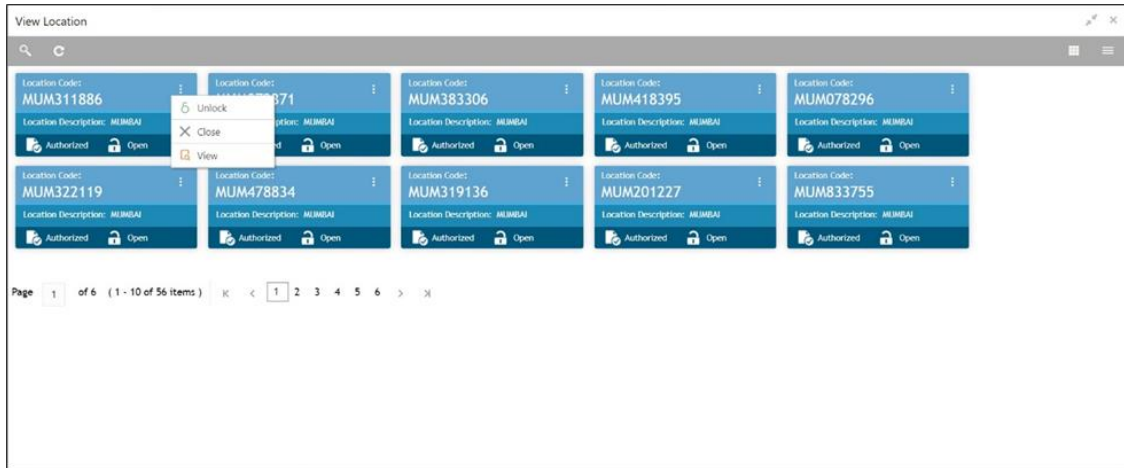 View Location
Location Code: Location Code: Location Code: Location Code: Location Code:
MUM311886 871 MUM383306 MUM418395 MUM078296
Unlock
Location Description: MUMBAI ption: MUMBAI Location Description: MUMBAI Location Description: MUMBAI Location Description: MUMBAI
Close
Authorized Open d Open Authorized Open Authorized Open Authorized Open
View
Location Code: Location Code: Location Code: Location Code: Location Code:
MUM322119 MUM478834 MUM319136 MUM201227 MUM833755
Location Description: MUMBAI Location Description: MUMBAI Location Description: MUMBAI Location Description: MUMBAI Location Description: MUMBAI
Authorized Open Authorized Open Authorized Open Authorized Open Authorized Open
Page 1 of 6 ( 1 - 10 of 56 items ) 1 2 3 4 5 6